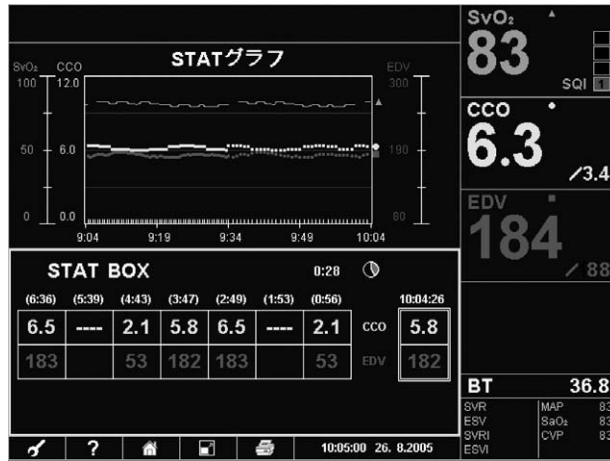 STATグラフ
SvO₂ CCO EDV
100 12.0 300
50 6.0 190
0 0.0 80
9:04 9:19 9:34 9:49 10:04
STAT BOX 0:28
(6:36) (5:39) (4:43) (3:47) (2:49) (1:53) (0:56) 10:04:26
6.5 ---- 2.1 5.8 6.5 ---- 2.1 CCO 5.8
183 53 182 183 53 EDV 182
? 10:05:00 26. 8.2005
SvO₂
83
SQI 1
CCO
6.3
/3.4
EDV
184
/ 88
BT 36.8
SVR MAP 83
ESV SaO₂ 83
SVRI CVP 83
ESVI